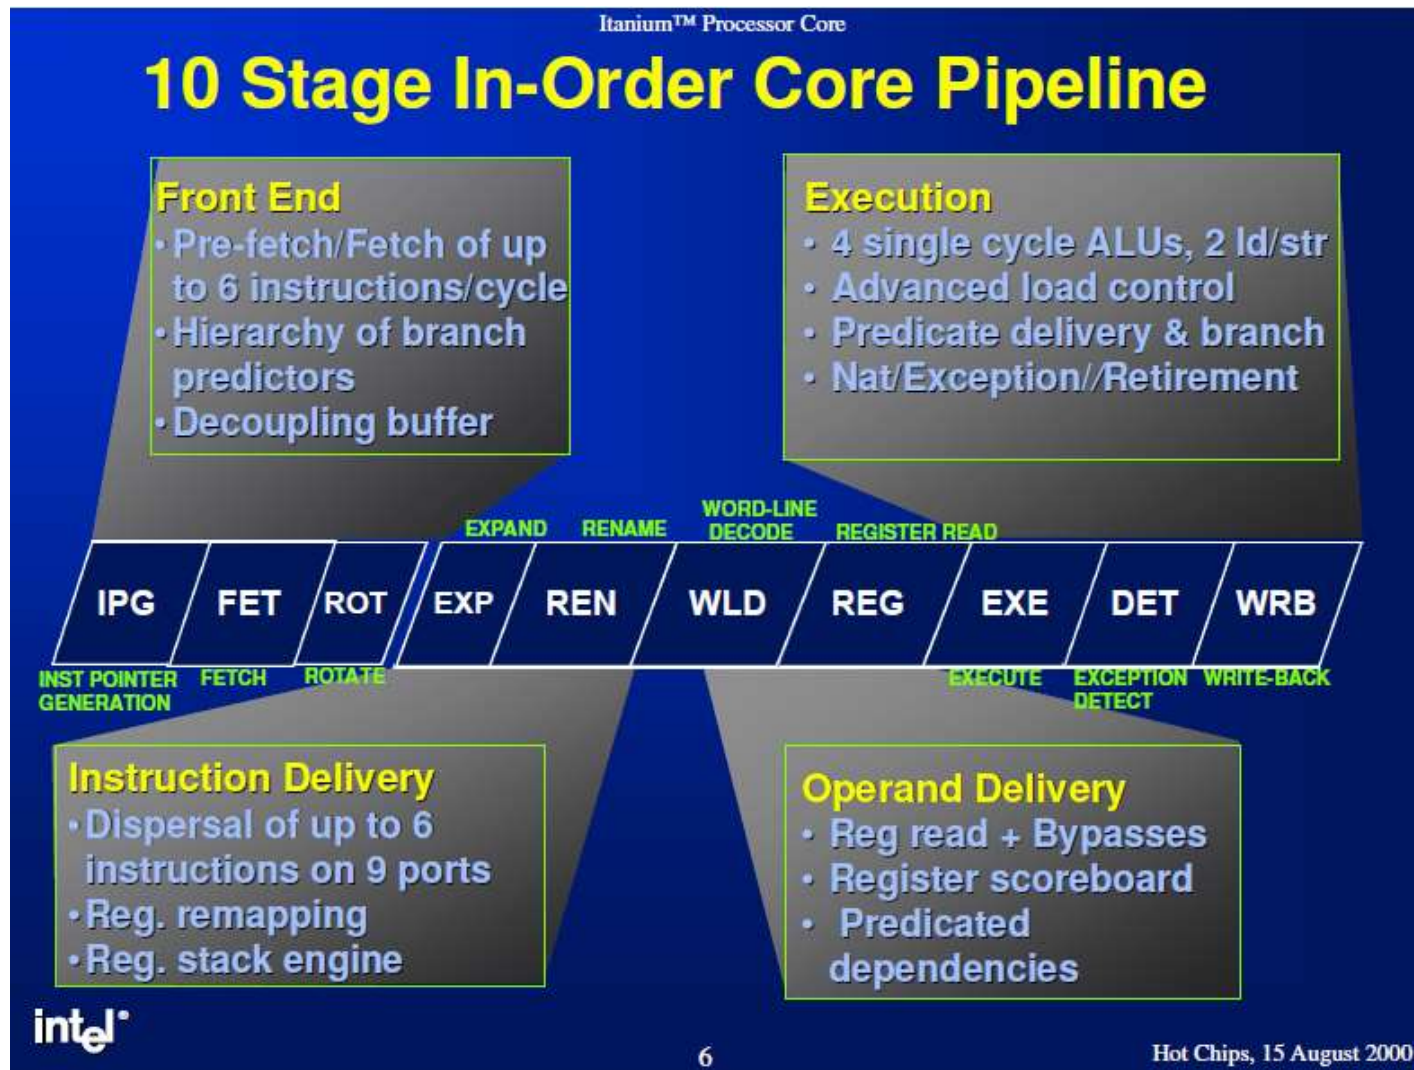 Itanium™ Processor Core
10 Stage In-Order Core Pipeline
Front End
• Pre-fetch/Fetch of up
to 6 instructions/cycle
• Hierarchy of branch
predictors
• Decoupling buffer
Execution
• 4 single cycle ALUs, 2 ld/str
• Advanced load control
• Predicate delivery & branch
• Nat/Exception//Retirement
EXPAND
RENAME
WORD-LINE
DECODE
REGISTER READ
IPG
FET
ROT
EXP
REN
WLD
REG
EXE
DET
WRB
INST POINTER
GENERATION
FETCH
ROTATE
EXECUTE
EXCEPTION
DETECT
WRITE-BACK
Instruction Delivery
• Dispersal of up to 6
instructions on 9 ports
• Reg. remapping
• Reg. stack engine
Operand Delivery
• Reg read + Bypasses
• Register scoreboard
• Predicated
dependencies
intel®
6
Hot Chips, 15 August 2000